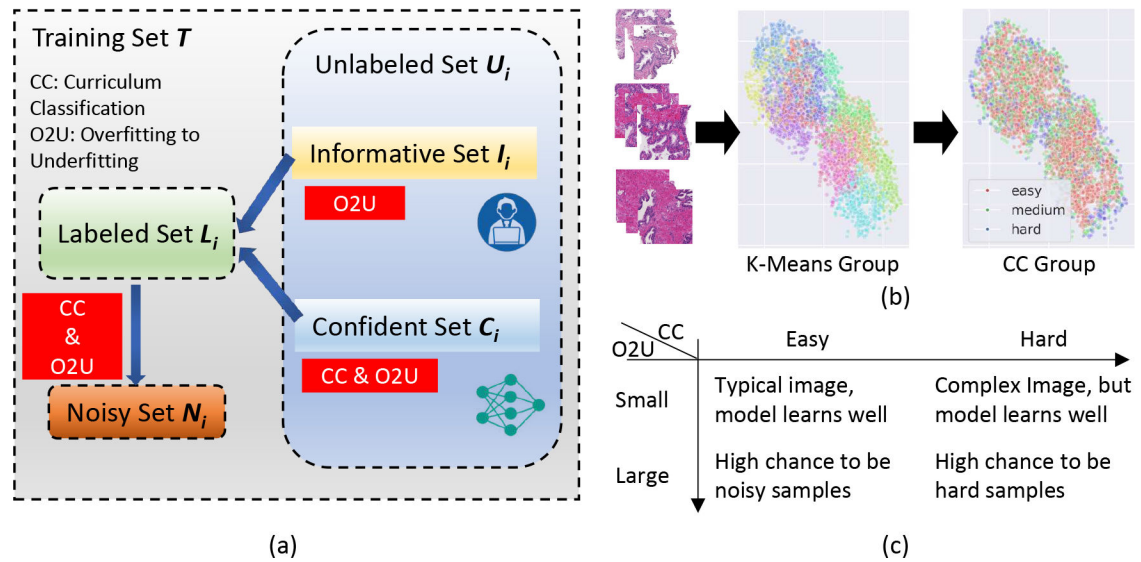 Training Set T
CC: Curriculum
Classification
O2U: Overfitting to
Underfitting
Unlabeled Set Uᵢ
Informative Set Iᵢ
O2U
Labeled Set Lᵢ
CC
&
O2U
Confident Set Cᵢ
CC & O2U
Noisy Set Nᵢ
(a)
easy
medium
hard
K-Means Group
CC Group
(b)
CC
O2U
Easy
Hard
Small
Typical image,
model learns well
Complex Image, but
model learns well
Large
High chance to be
noisy samples
High chance to be
hard samples
(c)